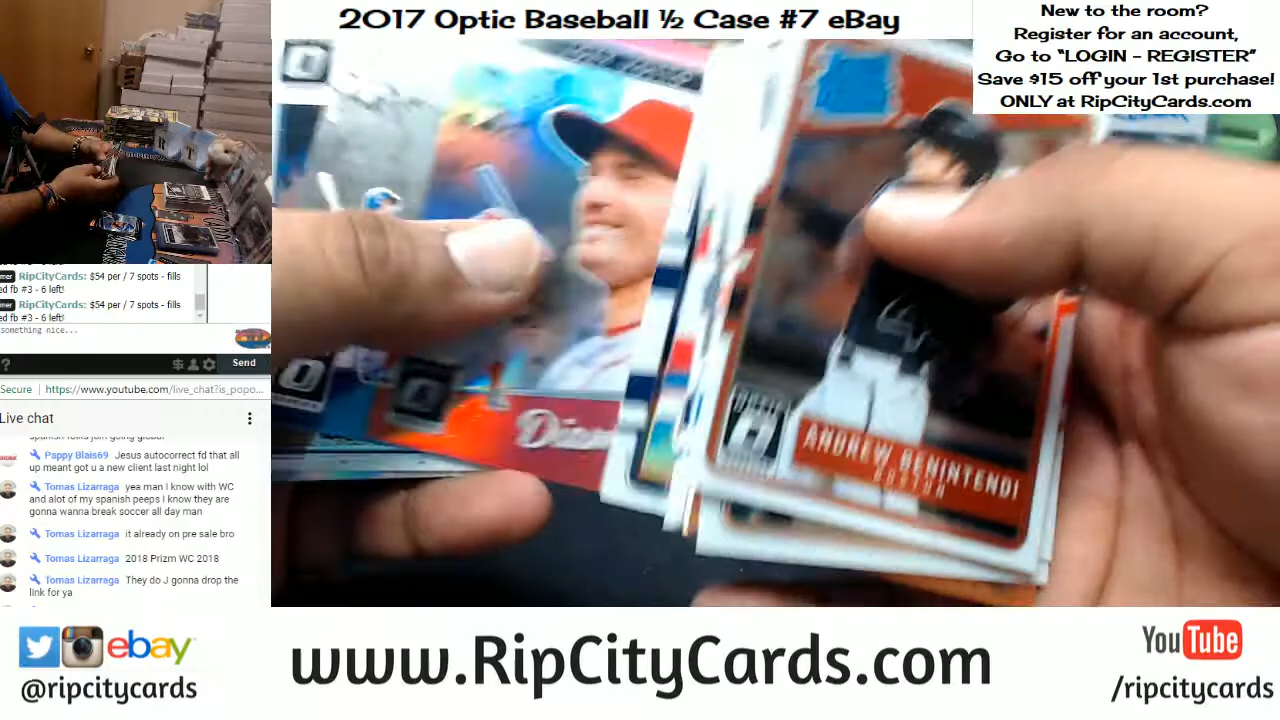 2017 Optic Baseball ½ Case #7 eBay
New to the room?
Register for an account,
Go to “LOGIN – REGISTER”
Save $15 off your 1st purchase!
ONLY at RipCityCards.com
RipCityCards: $54 per / 7 spots - fills
ed fb #3 - 6 left!
RipCityCards: $54 per / 7 spots - fills
ed fb #3 - 6 left!
something nice...
Send
Secure | https://www.youtube.com/live_chat?is_popo...
Live chat
spanish folks join going global
Pappy Blais69 Jesus autocorrect fd that all
up meant got u a new client last night lol
Tomas Lizarraga yea man I know with WC
and alot of my spanish peeps I know they are
gonna wanna break soccer all day man
Tomas Lizarraga it already on pre sale bro
Tomas Lizarraga 2018 Prizm WC 2018
Tomas Lizarraga They do J gonna drop the
link for ya
ANDREW BENINTENDI
BOSTON
ebay
@ripcitycards
www.RipCityCards.com
YouTube
/ripcitycards